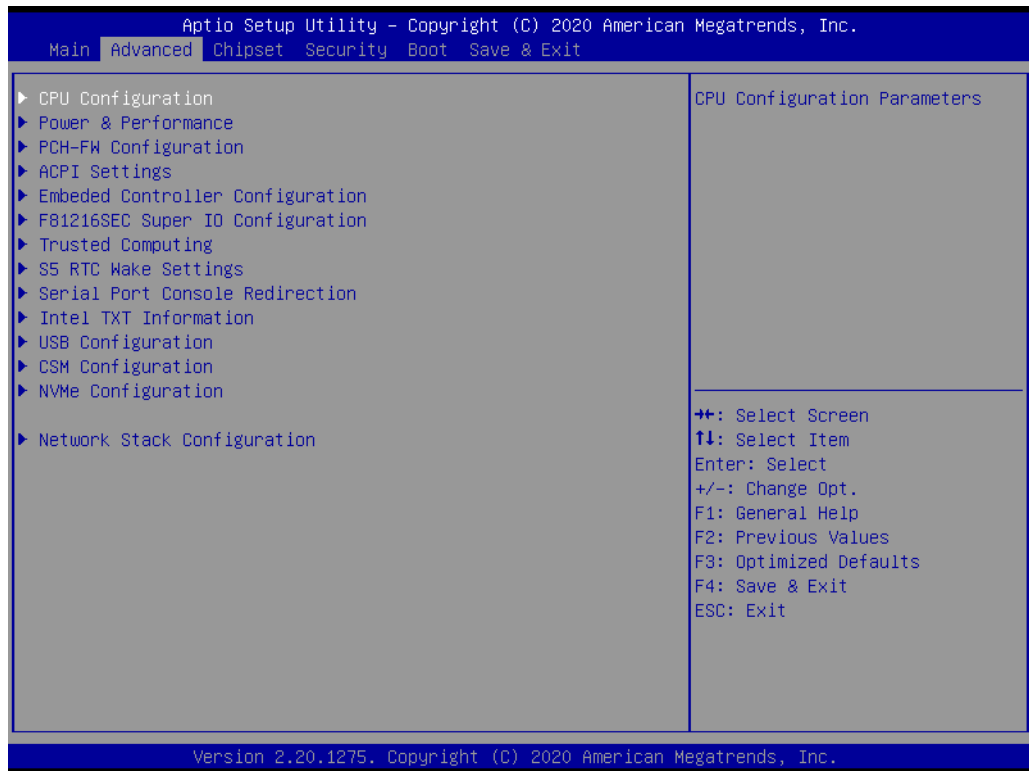 Aptio Setup Utility – Copyright (C) 2020 American Megatrends, Inc.
Main Advanced Chipset Security Boot Save & Exit
▶ CPU Configuration
▶ Power & Performance
▶ PCH-FW Configuration
▶ ACPI Settings
▶ Embeded Controller Configuration
▶ F81216SEC Super IO Configuration
▶ Trusted Computing
▶ S5 RTC Wake Settings
▶ Serial Port Console Redirection
▶ Intel TXT Information
▶ USB Configuration
▶ CSM Configuration
▶ NVMe Configuration
▶ Network Stack Configuration
CPU Configuration Parameters
→←: Select Screen
↑↓: Select Item
Enter: Select
+/-: Change Opt.
F1: General Help
F2: Previous Values
F3: Optimized Defaults
F4: Save & Exit
ESC: Exit
Version 2.20.1275. Copyright (C) 2020 American Megatrends, Inc.